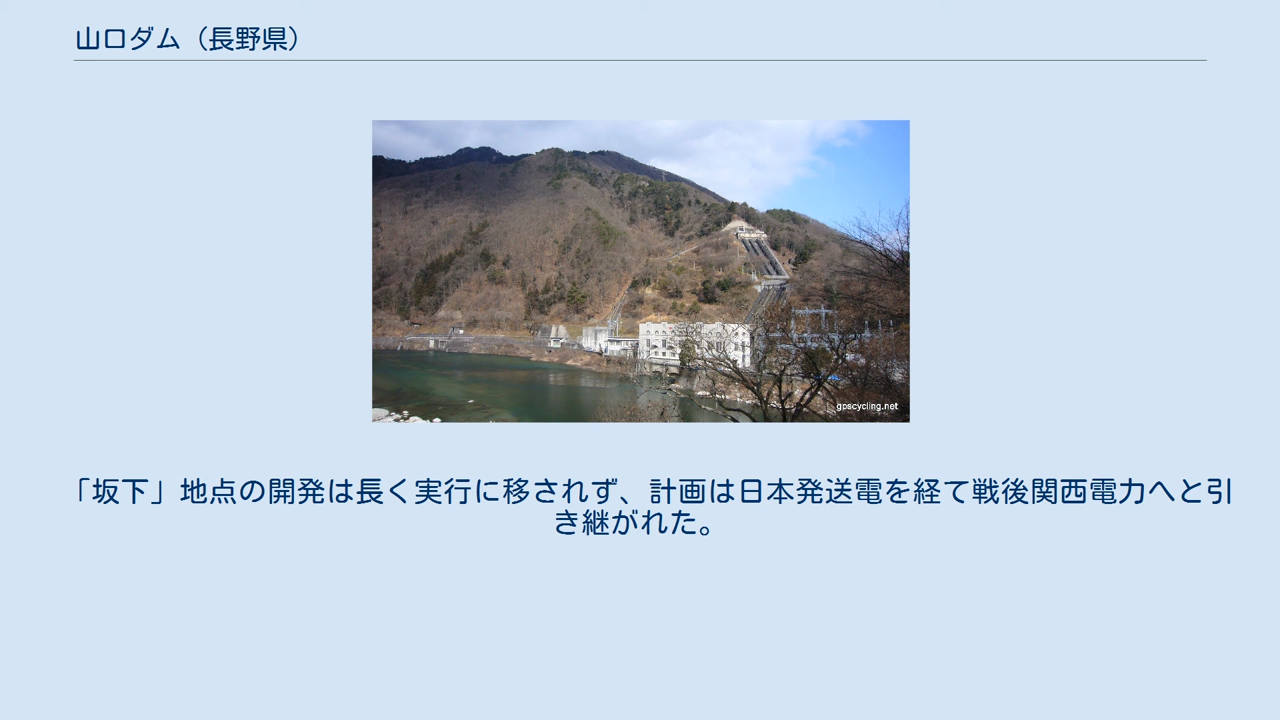 山口ダム（長野県）
gpscycling.net
「坂下」地点の開発は長く実行に移されず、計画は日本発送電を経て戦後関西電力へと引
き継がれた。